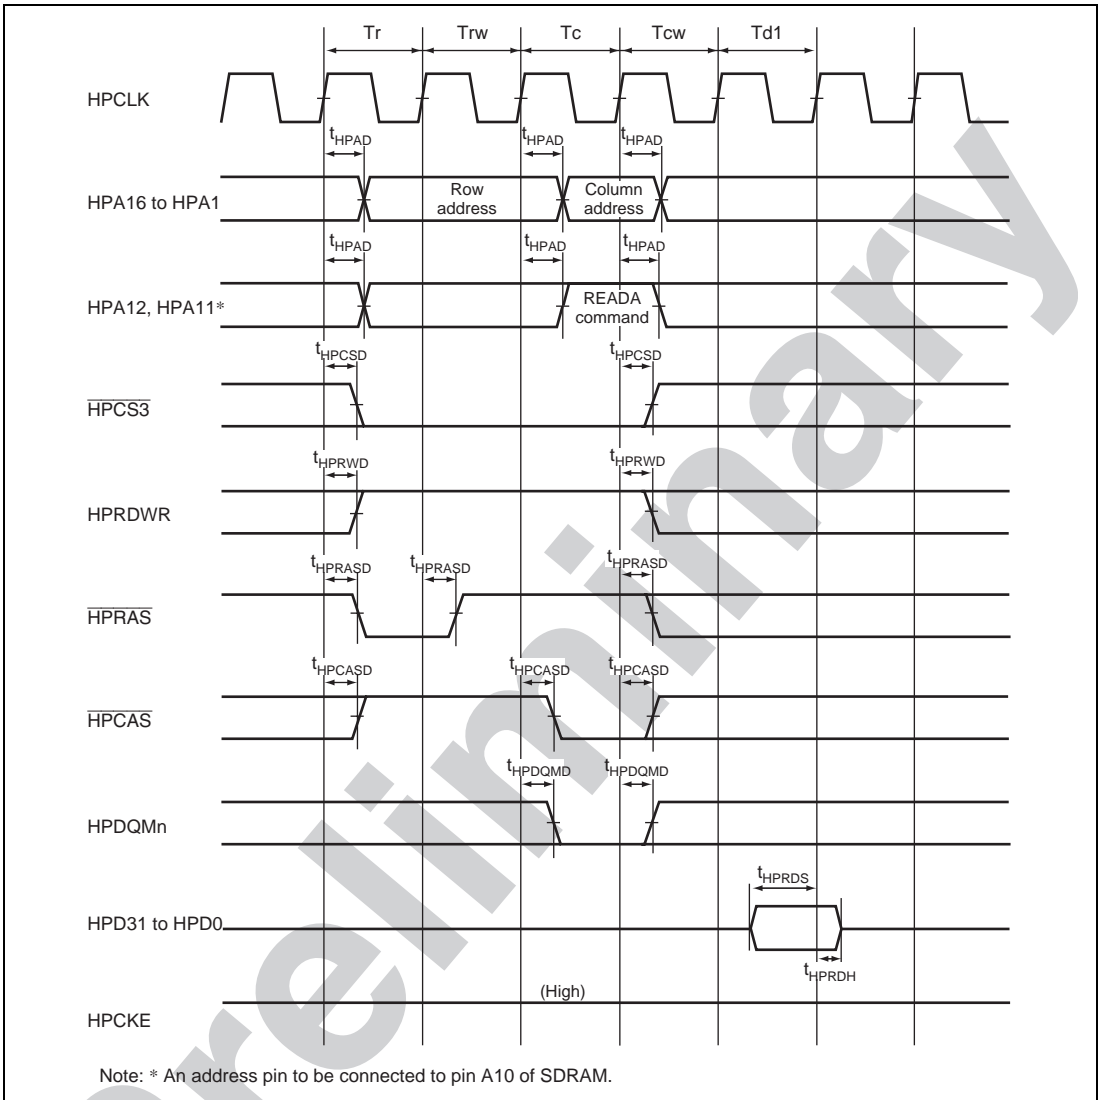 Tr Trw Tc Tcw Td1
HPCLK
tHPAD tHPAD tHPAD
HPA16 to HPA1
Row address
Column address
tHPAD tHPAD tHPAD
HPA12, HPA11*
READA command
tHPCSD tHPCSD
HPCS3
tHPRWD tHPRWD
HPRDWR
tHPRASD tHPRASD tHPRASD
HPRAS
tHPCASD tHPCASD tHPCASD
HPCAS
tHPDQMD tHPDQMD
HPDQMn
tHPRDS
HPD31 to HPD0
tHPRDH
(High)
HPCKE
Note: * An address pin to be connected to pin A10 of SDRAM.
reliminary